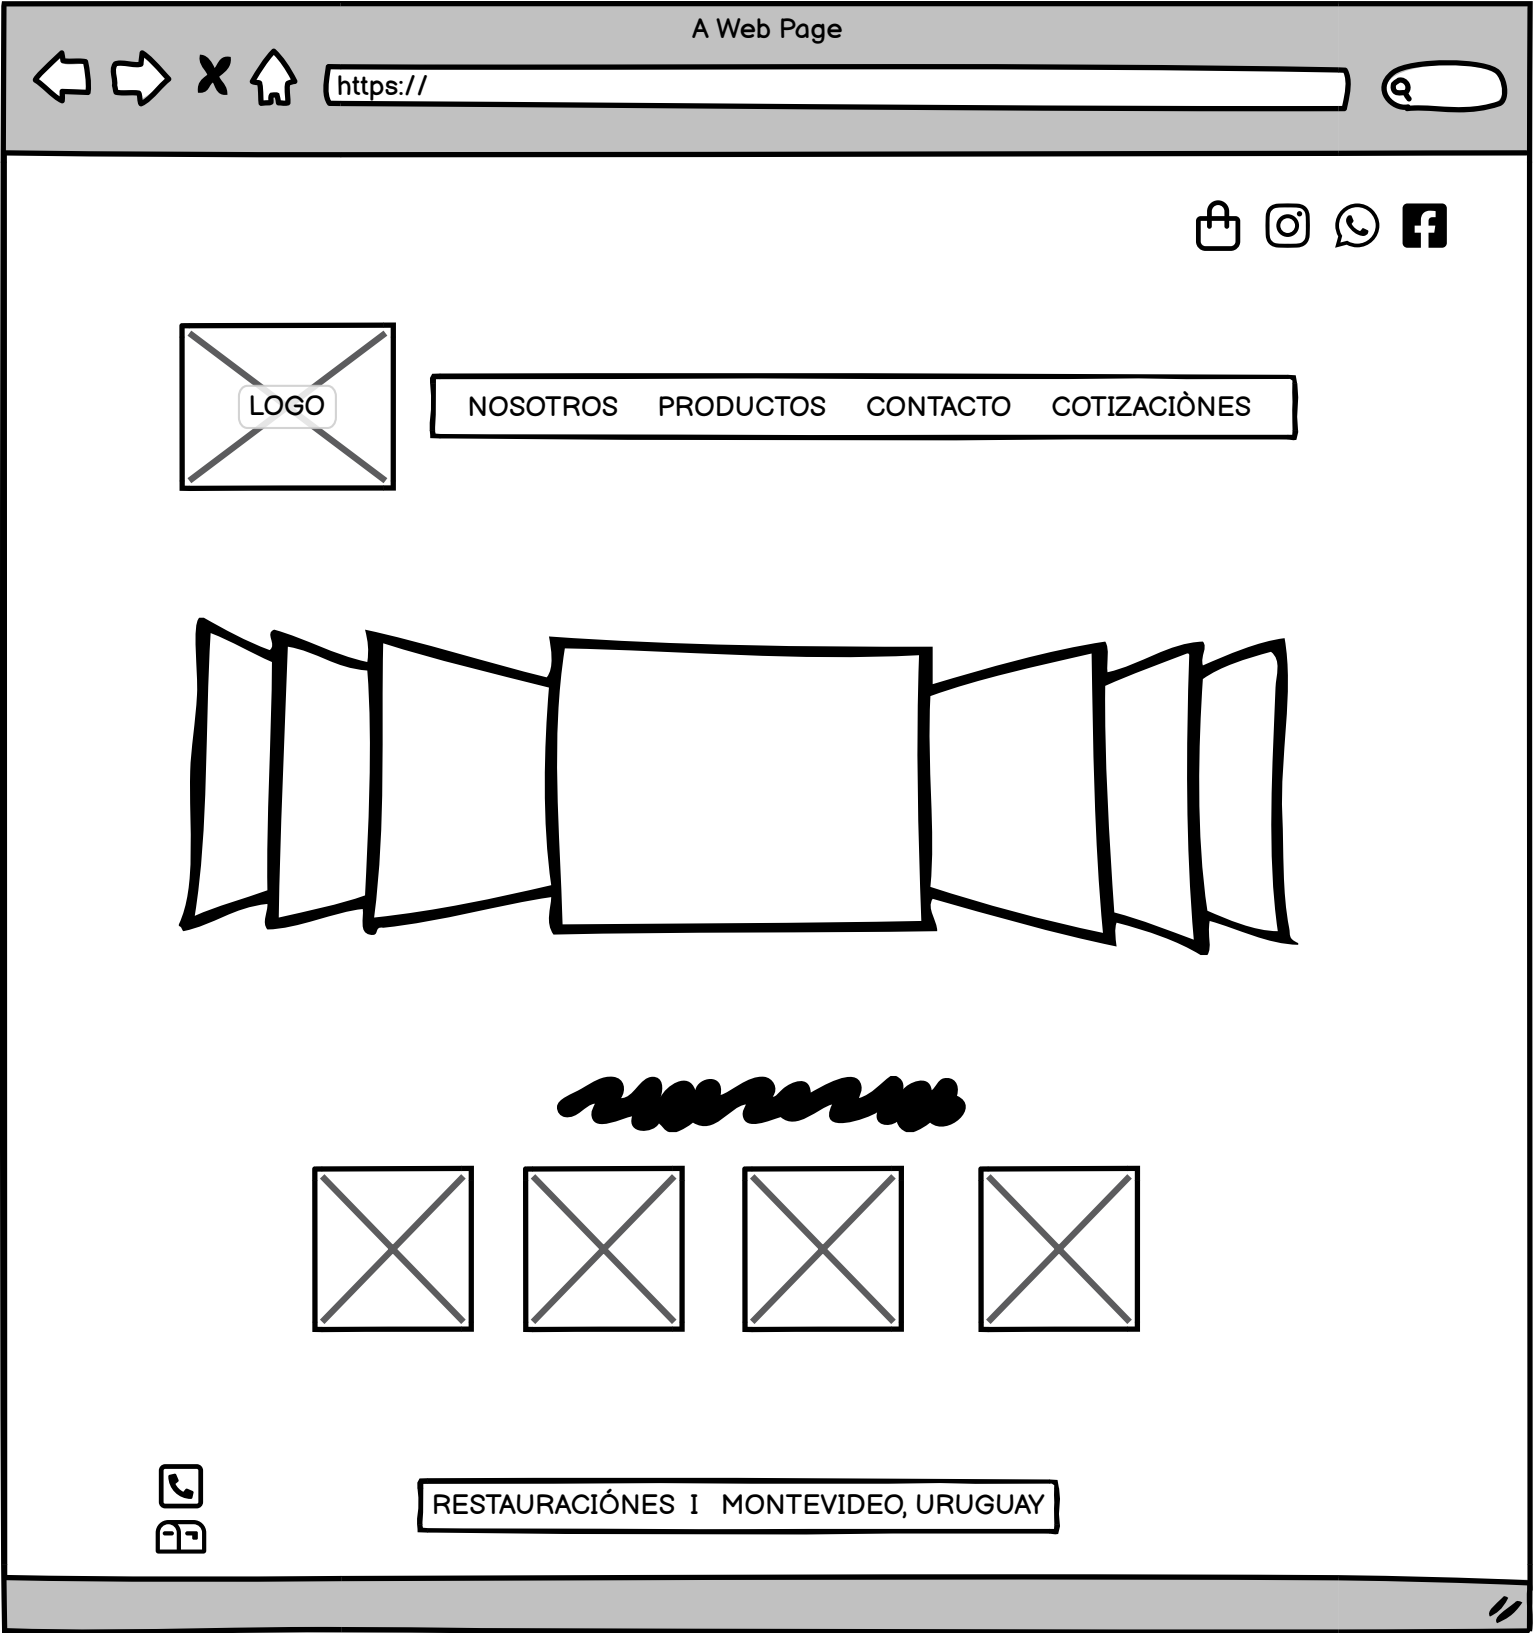 A Web Page
https://
LOGO
NOSOTROS PRODUCTOS CONTACTO COTIZACIÒNES
RESTAURACIÓNES I MONTEVIDEO, URUGUAY